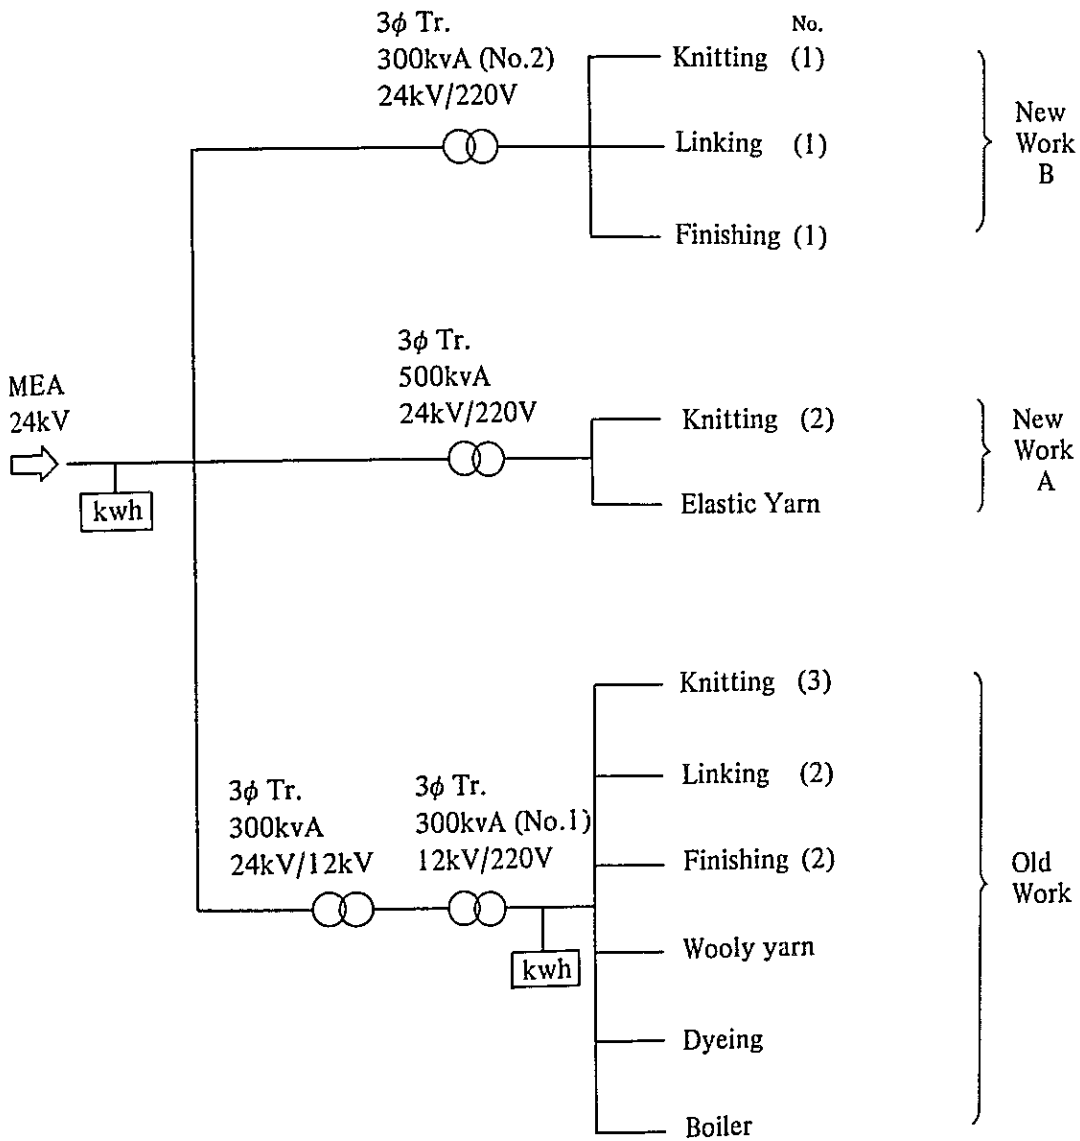 No.
3φ Tr.
300kvA (No.2)
24kV/220V
Knitting (1)
Linking (1)
Finishing (1)
New
Work
B
3φ Tr.
500kvA
24kV/220V
MEA
24kV
kwh
Knitting (2)
Elastic Yarn
New
Work
A
3φ Tr.
300kvA
24kV/12kV
3φ Tr.
300kvA (No.1)
12kV/220V
kwh
Knitting (3)
Linking (2)
Finishing (2)
Wooly yarn
Dyeing
Boiler
Old
Work